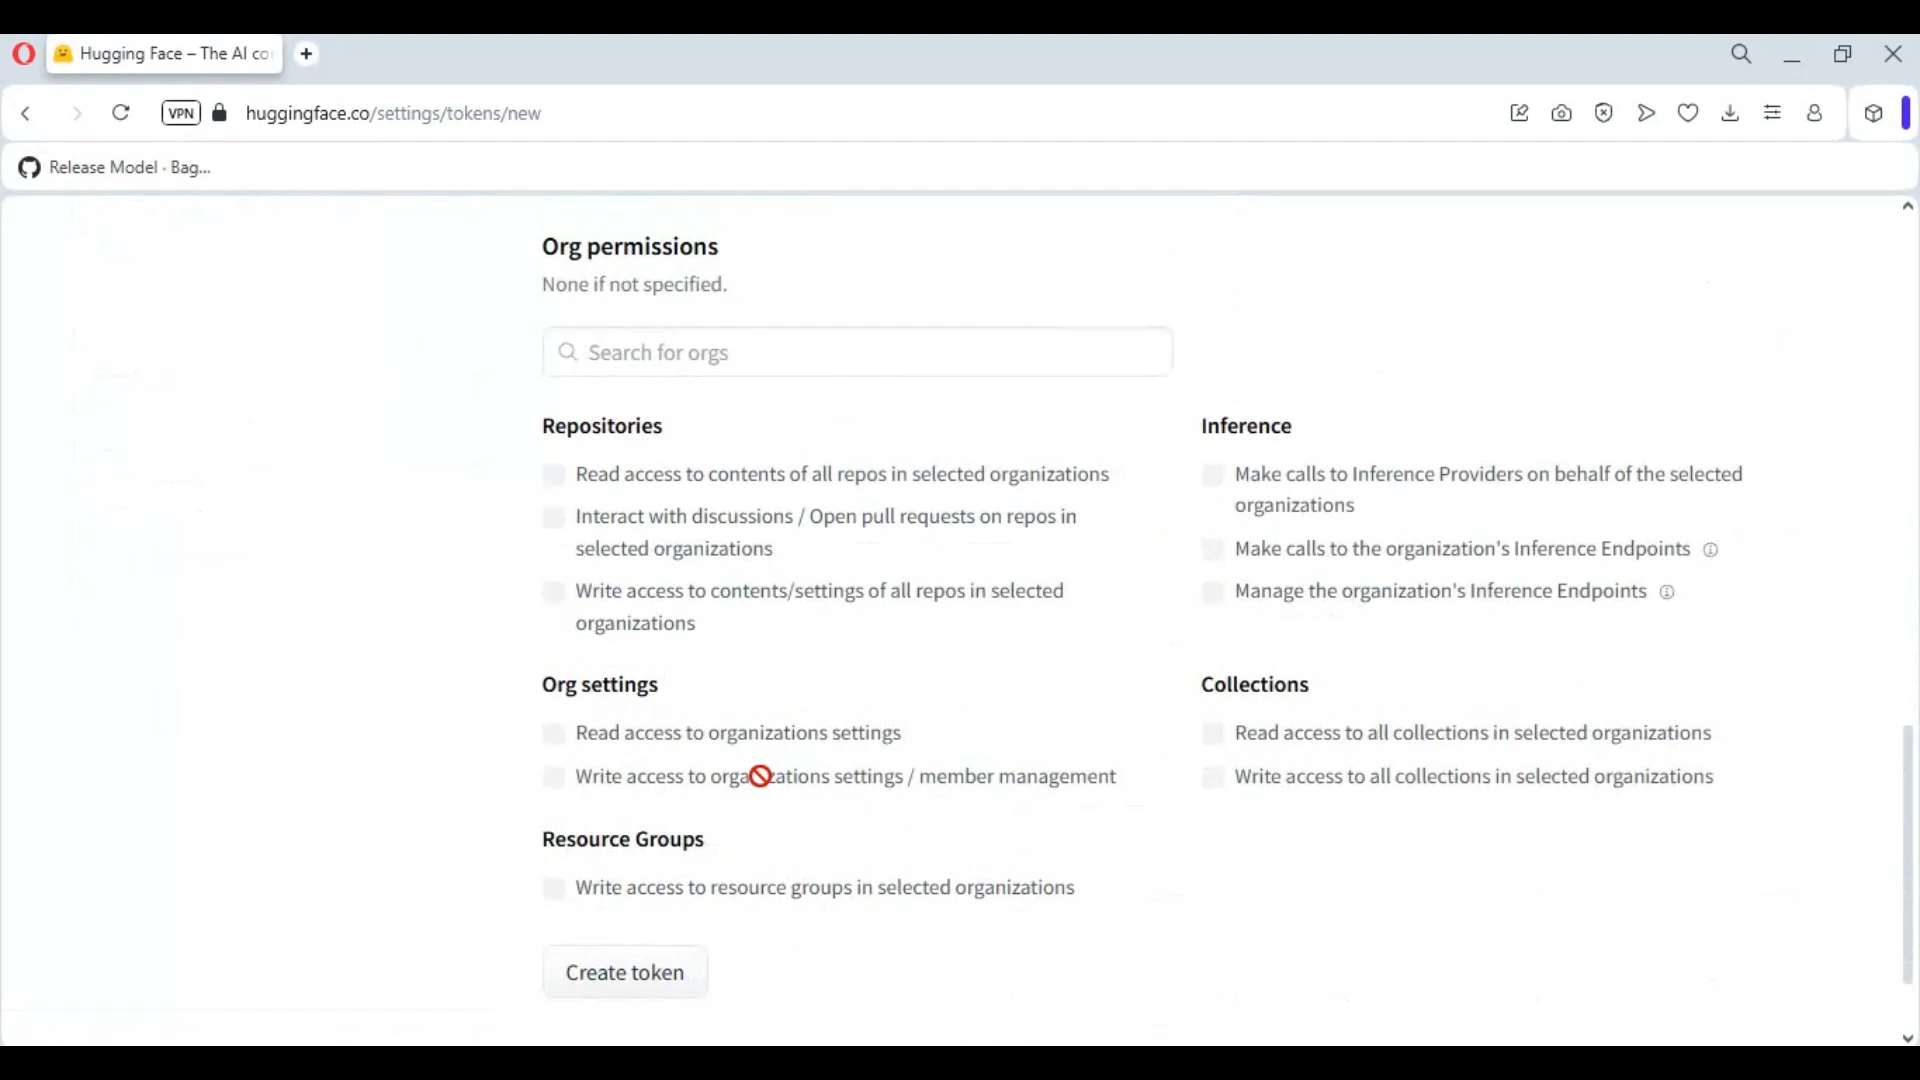 Hugging Face – The AI co
VPN
huggingface.co/settings/tokens/new
Release Model · Bag...
Org permissions
None if not specified.
Search for orgs
Repositories
Read access to contents of all repos in selected organizations
Interact with discussions / Open pull requests on repos in
selected organizations
Write access to contents/settings of all repos in selected
organizations
Inference
Make calls to Inference Providers on behalf of the selected
organizations
Make calls to the organization's Inference Endpoints
Manage the organization's Inference Endpoints
Org settings
Read access to organizations settings
Write access to organizations settings / member management
Collections
Read access to all collections in selected organizations
Write access to all collections in selected organizations
Resource Groups
Write access to resource groups in selected organizations
Create token